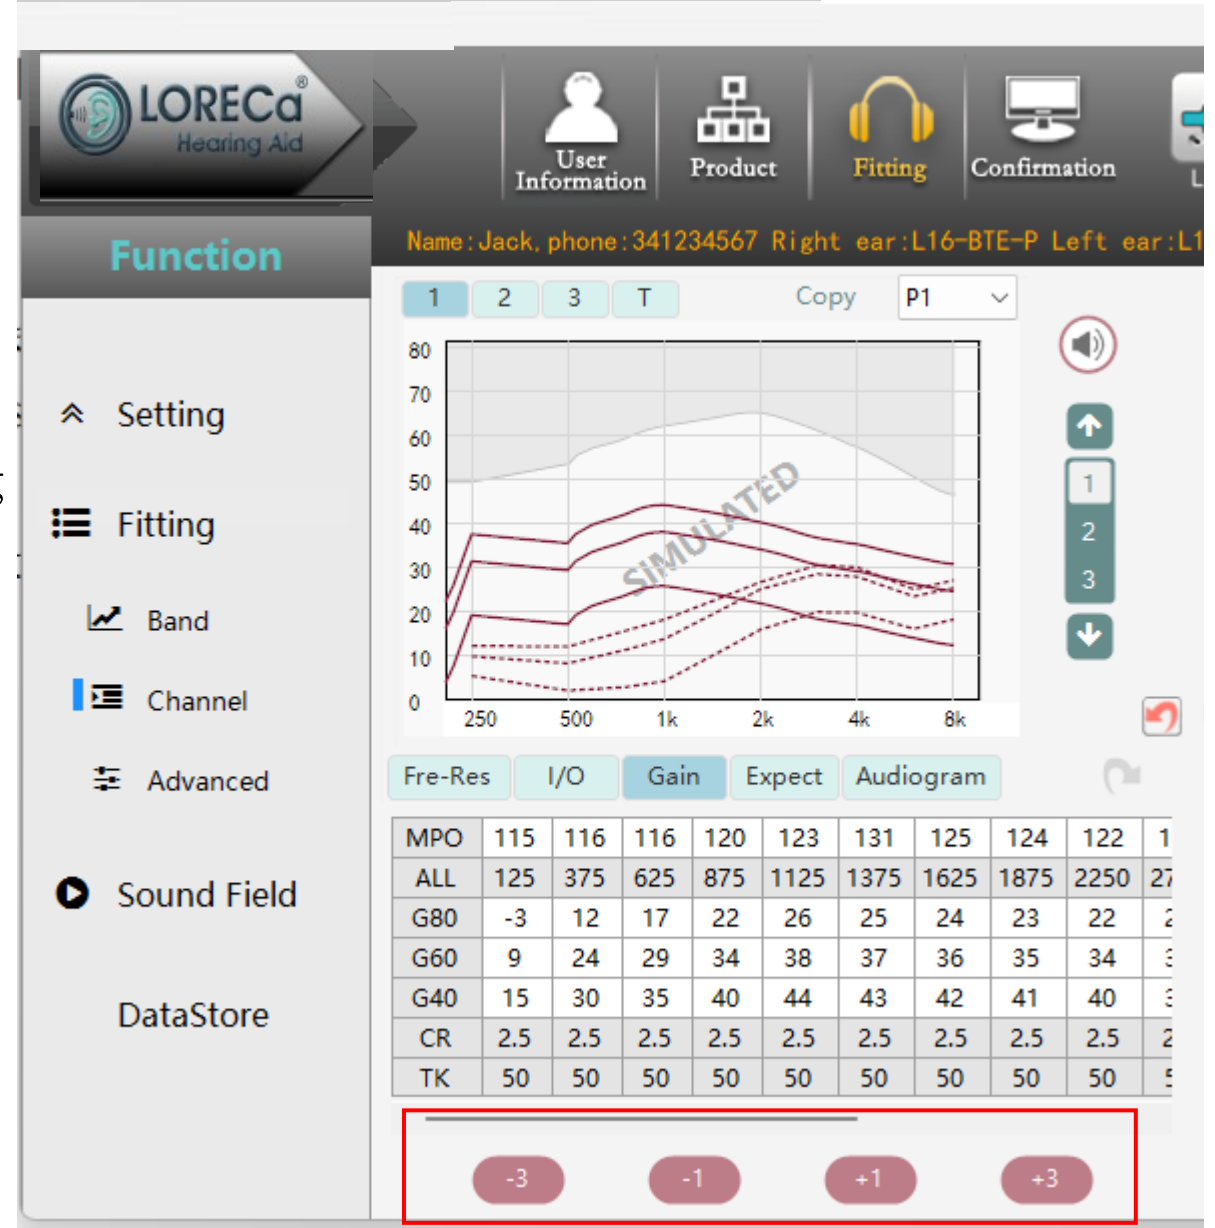 LORECa®
Hearing Aid
User
Information
Product
Fitting
Confirmation
Function
Name:Jack, phone:341234567 Right ear:L16-BTE-P Left ear:L1
1 2 3 T Copy P1
80
70
60
50
40
30
20
10
0
250 500 1k 2k 4k 8k
SIMULATED
1
2
3
Setting
Fitting
Band
Channel
Advanced
Sound Field
DataStore
Fre-Res I/O Gain Expect Audiogram
MPO 115 116 116 120 123 131 125 124 122
ALL 125 375 625 875 1125 1375 1625 1875 2250
G80 -3 12 17 22 26 25 24 23 22
G60 9 24 29 34 38 37 36 35 34
G40 15 30 35 40 44 43 42 41 40
CR 2.5 2.5 2.5 2.5 2.5 2.5 2.5 2.5 2.5
TK 50 50 50 50 50 50 50 50 50
-3 -1 +1 +3